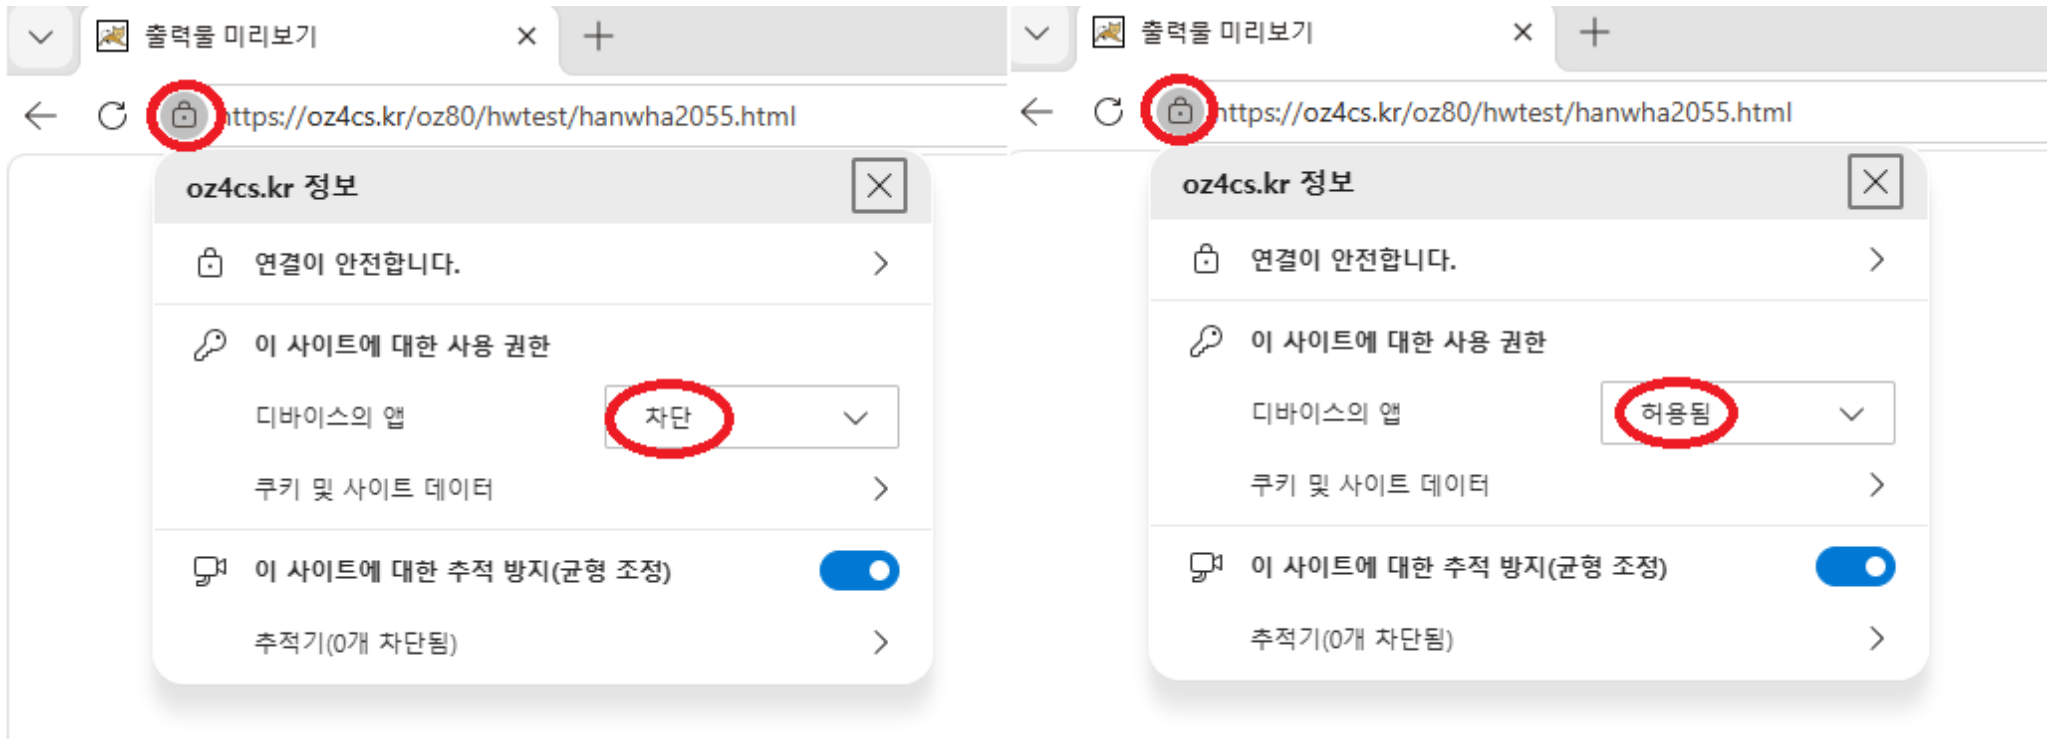 출력물 미리보기
https://oz4cs.kr/oz80/hwtest/hanwha2055.html
oz4cs.kr 정보
연결이 안전합니다.
이 사이트에 대한 사용 권한
디바이스의 앱 차단
쿠키 및 사이트 데이터
이 사이트에 대한 추적 방지(균형 조정)
추적기(0개 차단됨)
출력물 미리보기
https://oz4cs.kr/oz80/hwtest/hanwha2055.html
oz4cs.kr 정보
연결이 안전합니다.
이 사이트에 대한 사용 권한
디바이스의 앱 허용됨
쿠키 및 사이트 데이터
이 사이트에 대한 추적 방지(균형 조정)
추적기(0개 차단됨)